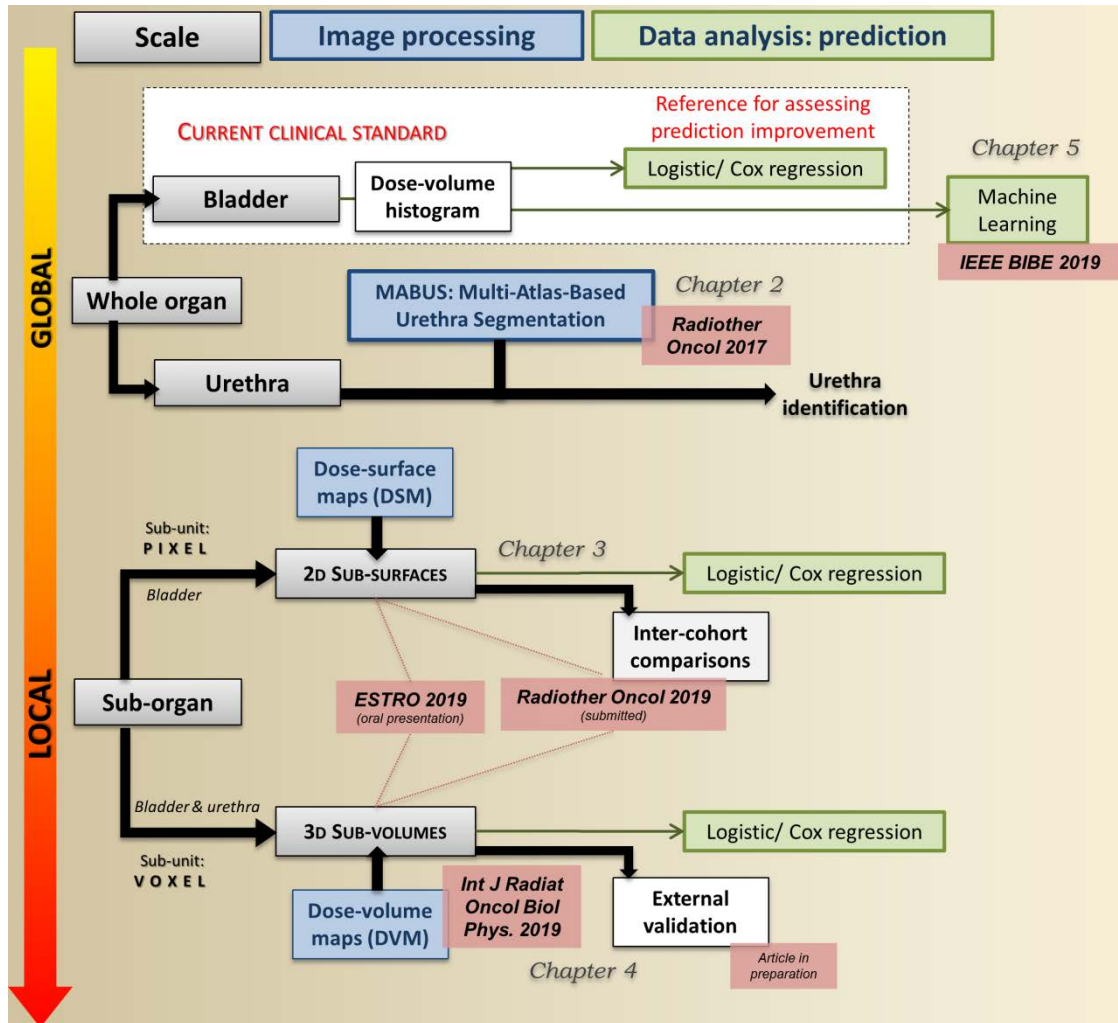 Scale
Image processing
Data analysis: prediction
Reference for assessing
prediction improvement
CURRENT CLINICAL STANDARD
Chapter 5
Logistic/ Cox regression
Bladder
Dose-volume
histogram
Machine
Learning
IEEE BIBE 2019
GLOBAL
Whole organ
MABUS: Multi-Atlas-Based
Urethra Segmentation
Chapter 2
Radiother
Oncol 2017
Urethra
Urethra
identification
Dose-surface
maps (DSM)
Sub-unit:
PIXEL
Chapter 3
2D SUB-SURFACES
Logistic/ Cox regression
Bladder
Inter-cohort
comparisons
LOCAL
Sub-organ
ESTRO 2019
(oral presentation)
Radiother Oncol 2019
(submitted)
Bladder & urethra
3D SUB-VOLUMES
Logistic/ Cox regression
Sub-unit:
VOXEL
Dose-volume
maps (DVM)
Int J Radiat
Oncol Biol
Phys. 2019
External
validation
Article in
preparation
Chapter 4